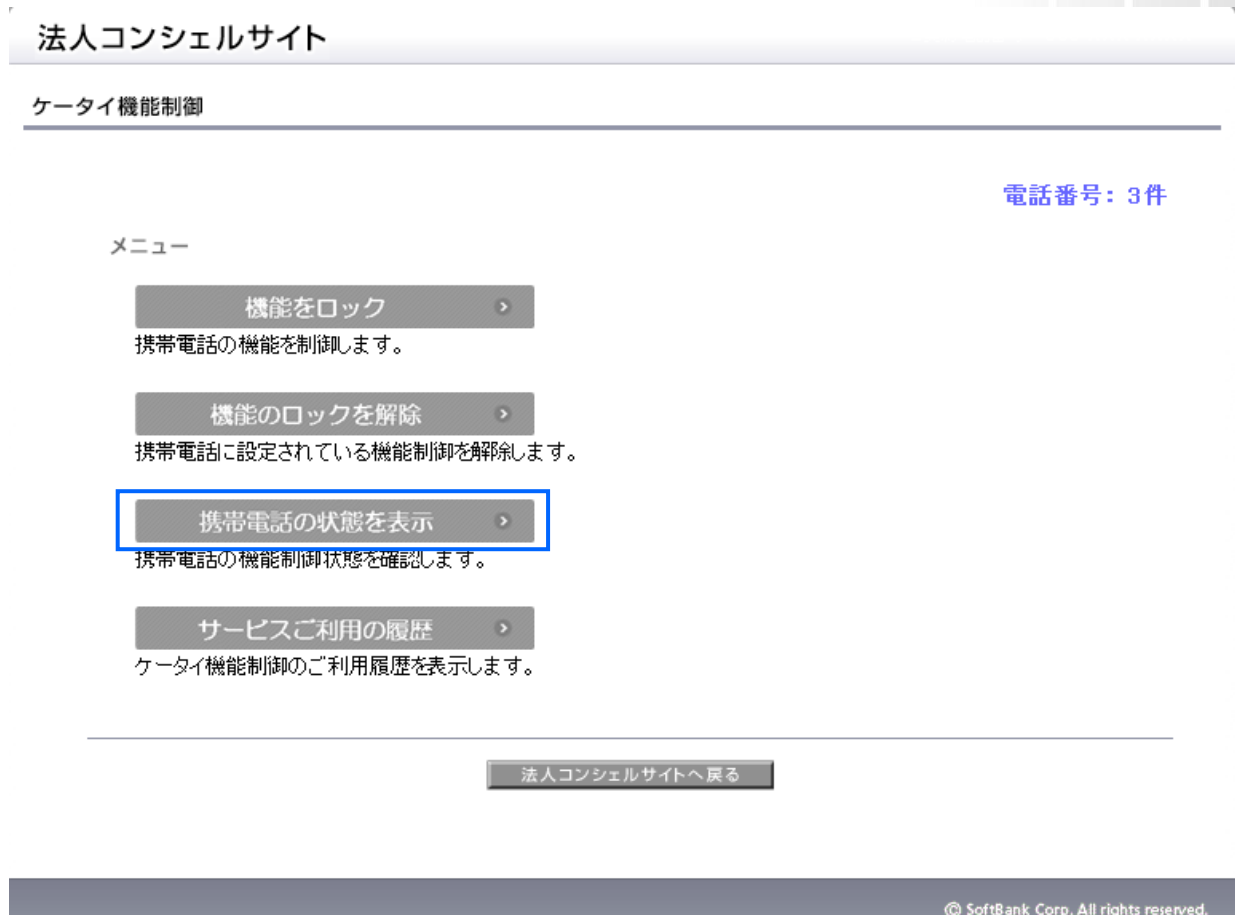 法人コンシェルサイト
ケータイ機能制御
電話番号：3件
メニュー
機能をロック
携帯電話の機能を制御します。
機能のロックを解除
携帯電話に設定されている機能制御を解除します。
携帯電話の状態を表示
携帯電話の機能制御状態を確認します。
サービスご利用の履歴
ケータイ機能制御のご利用履歴を表示します。
法人コンシェルサイトへ戻る
© SoftBank Corp. All rights reserved.